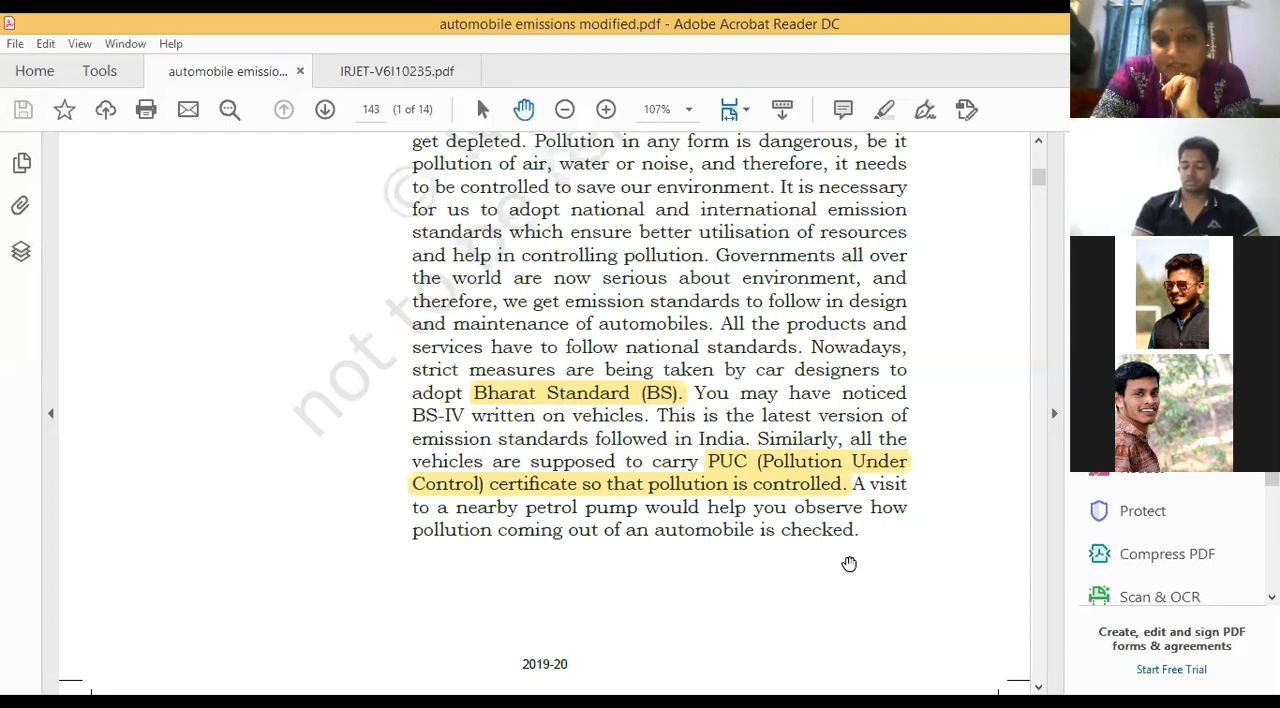 automobile emissions modified.pdf - Adobe Acrobat Reader DC
File Edit View Window Help
Home Tools automobile emissio... × IRJET-V6I10235.pdf
143 (1 of 14) 107%
get depleted. Pollution in any form is dangerous, be it
pollution of air, water or noise, and therefore, it needs
to be controlled to save our environment. It is necessary
for us to adopt national and international emission
standards which ensure better utilisation of resources
and help in controlling pollution. Governments all over
the world are now serious about environment, and
therefore, we get emission standards to follow in design
and maintenance of automobiles. All the products and
services have to follow national standards. Nowadays,
strict measures are being taken by car designers to
adopt Bharat Standard (BS). You may have noticed
BS-IV written on vehicles. This is the latest version of
emission standards followed in India. Similarly, all the
vehicles are supposed to carry PUC (Pollution Under
Control) certificate so that pollution is controlled. A visit
to a nearby petrol pump would help you observe how
pollution coming out of an automobile is checked.
2019-20
©
not to
Protect
Compress PDF
Scan & OCR
Create, edit and sign PDF
forms & agreements
Start Free Trial